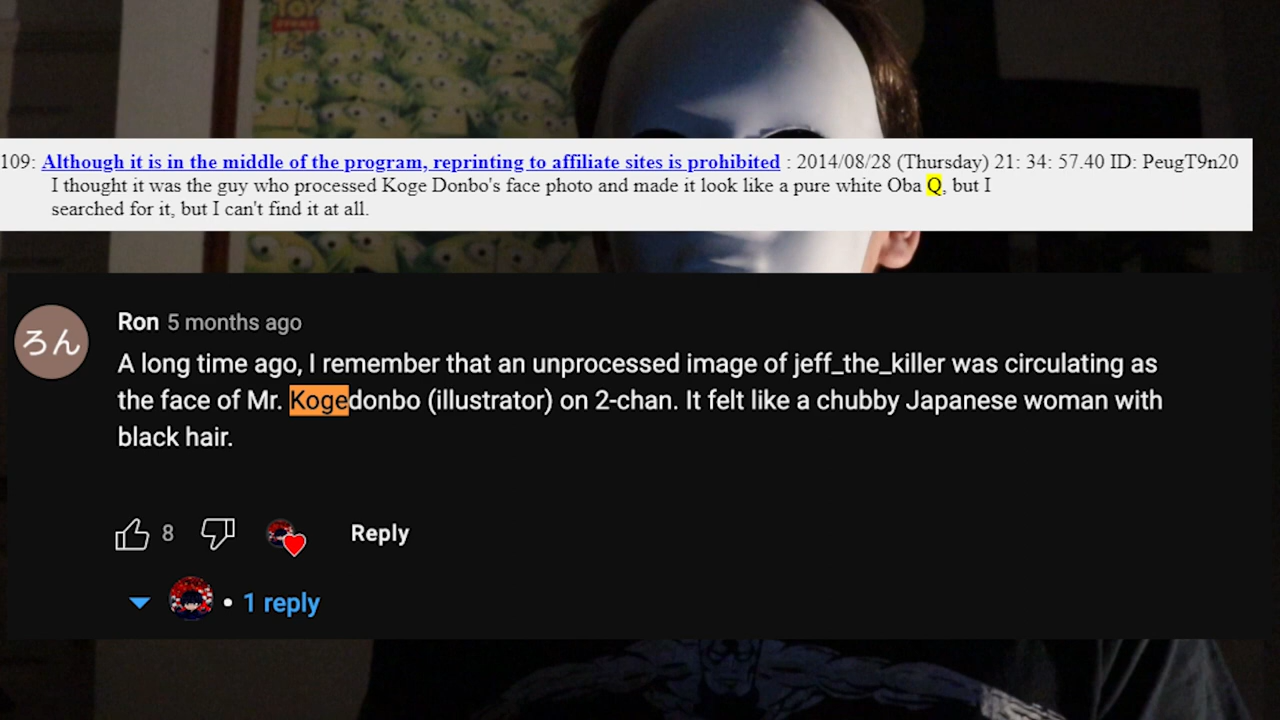 TOY
STORY
109: Although it is in the middle of the program, reprinting to affiliate sites is prohibited : 2014/08/28 (Thursday) 21: 34: 57.40 ID: PeugT9n20
I thought it was the guy who processed Koge Donbo's face photo and made it look like a pure white Oba Q, but I
searched for it, but I can't find it at all.
ろん
Ron 5 months ago
A long time ago, I remember that an unprocessed image of jeff_the_killer was circulating as
the face of Mr. Kogedonbo (illustrator) on 2-chan. It felt like a chubby Japanese woman with
black hair.
8
Reply
• 1 reply